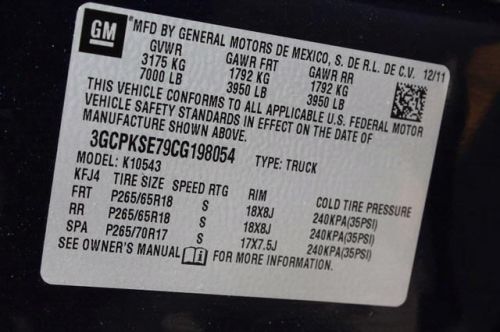 GM
MFD BY GENERAL MOTORS DE MEXICO, S. DE R.L. DE C.V. 12/11
GVWR GAWR FRT GAWR RR
3175 KG 1792 KG 1792 KG
7000 LB 3950 LB 3950 LB
THIS VEHICLE CONFORMS TO ALL APPLICABLE U.S. FEDERAL MOTOR
VEHICLE SAFETY STANDARDS IN EFFECT ON THE DATE OF
MANUFACTURE SHOWN ABOVE.
3GCPKSE79CG198054 TYPE: TRUCK
MODEL: K10543
KFJ4 TIRE SIZE SPEED RTG RIM COLD TIRE PRESSURE
FRT P265/65R18 S 18X8J 240KPA(35PSI)
RR P265/65R18 S 18X8J 240KPA(35PSI)
SPA P265/70R17 S 17X7.5J 240KPA(35PSI)
SEE OWNER'S MANUAL FOR MORE INFORMATION.